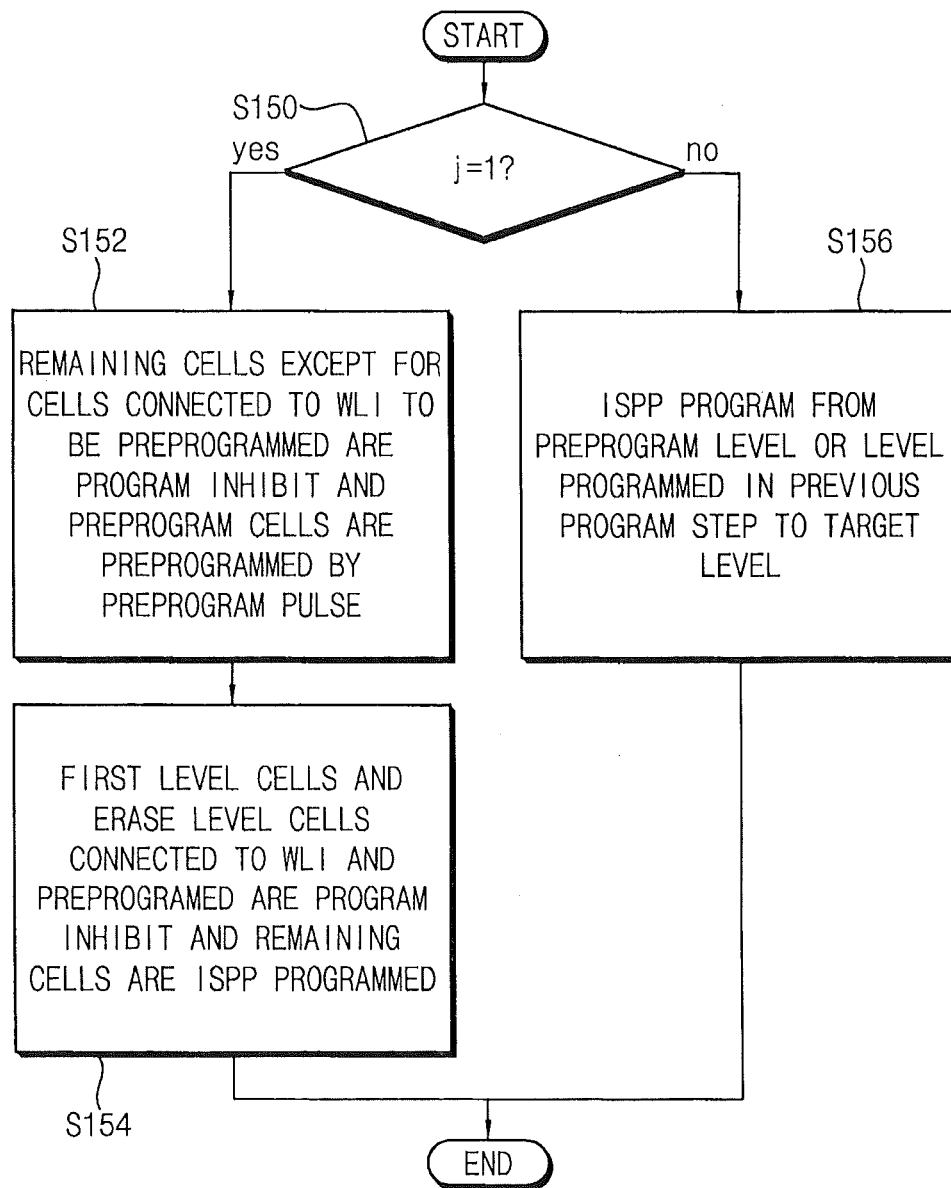 START
S150
yes
j=1?
no
S152
S156
REMAINING CELLS EXCEPT FOR
CELLS CONNECTED TO WLI TO
BE PREPROGRAMMED ARE
PROGRAM INHIBIT AND
PREPROGRAM CELLS ARE
PREPROGRAMMED BY
PREPROGRAM PULSE
ISPP PROGRAM FROM
PREPROGRAM LEVEL OR LEVEL
PROGRAMMED IN PREVIOUS
PROGRAM STEP TO TARGET
LEVEL
FIRST LEVEL CELLS AND
ERASE LEVEL CELLS
CONNECTED TO WLI AND
PREPROGRAMED ARE PROGRAM
INHIBIT AND REMAINING
CELLS ARE ISPP PROGRAMMED
S154
END